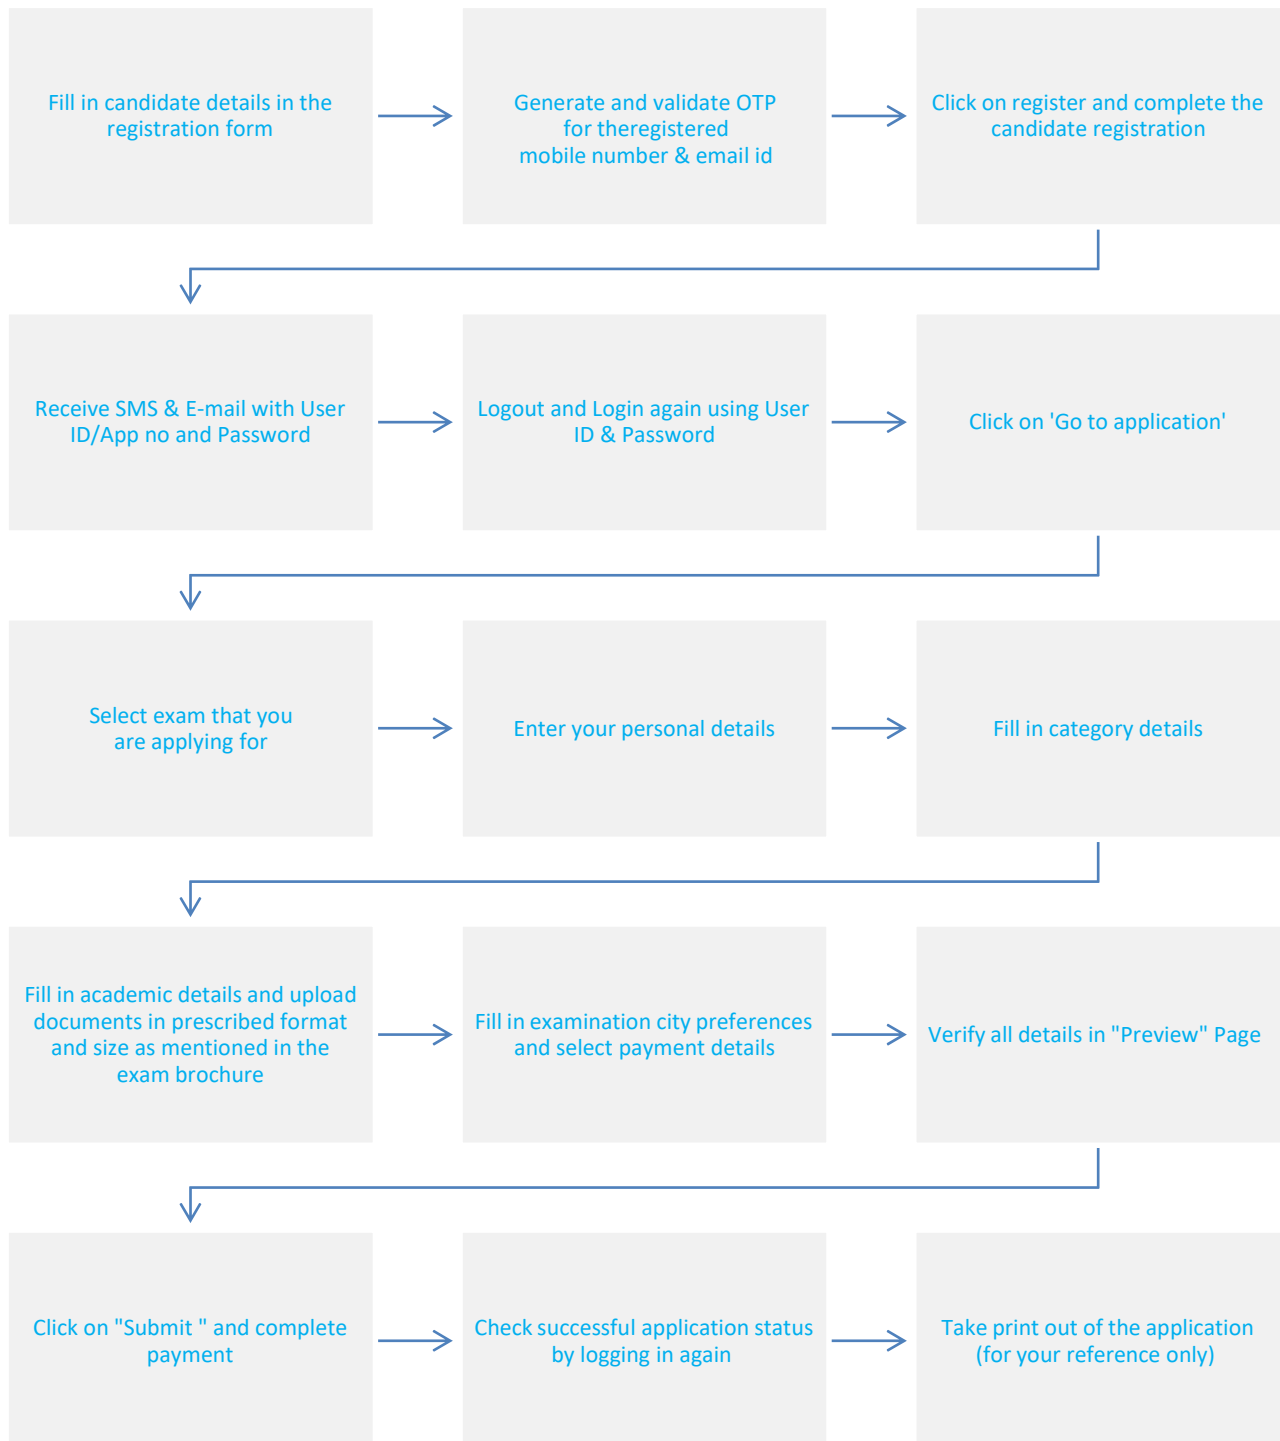 Fill in candidate details in the
registration form
Generate and validate OTP
for theregistered
mobile number & email id
Click on register and complete the
candidate registration
Receive SMS & E-mail with User
ID/App no and Password
Logout and Login again using User
ID & Password
Click on 'Go to application'
Select exam that you
are applying for
Enter your personal details
Fill in category details
Fill in academic details and upload
documents in prescribed format
and size as mentioned in the
exam brochure
Fill in examination city preferences
and select payment details
Verify all details in "Preview" Page
Click on "Submit " and complete
payment
Check successful application status
by logging in again
Take print out of the application
(for your reference only)